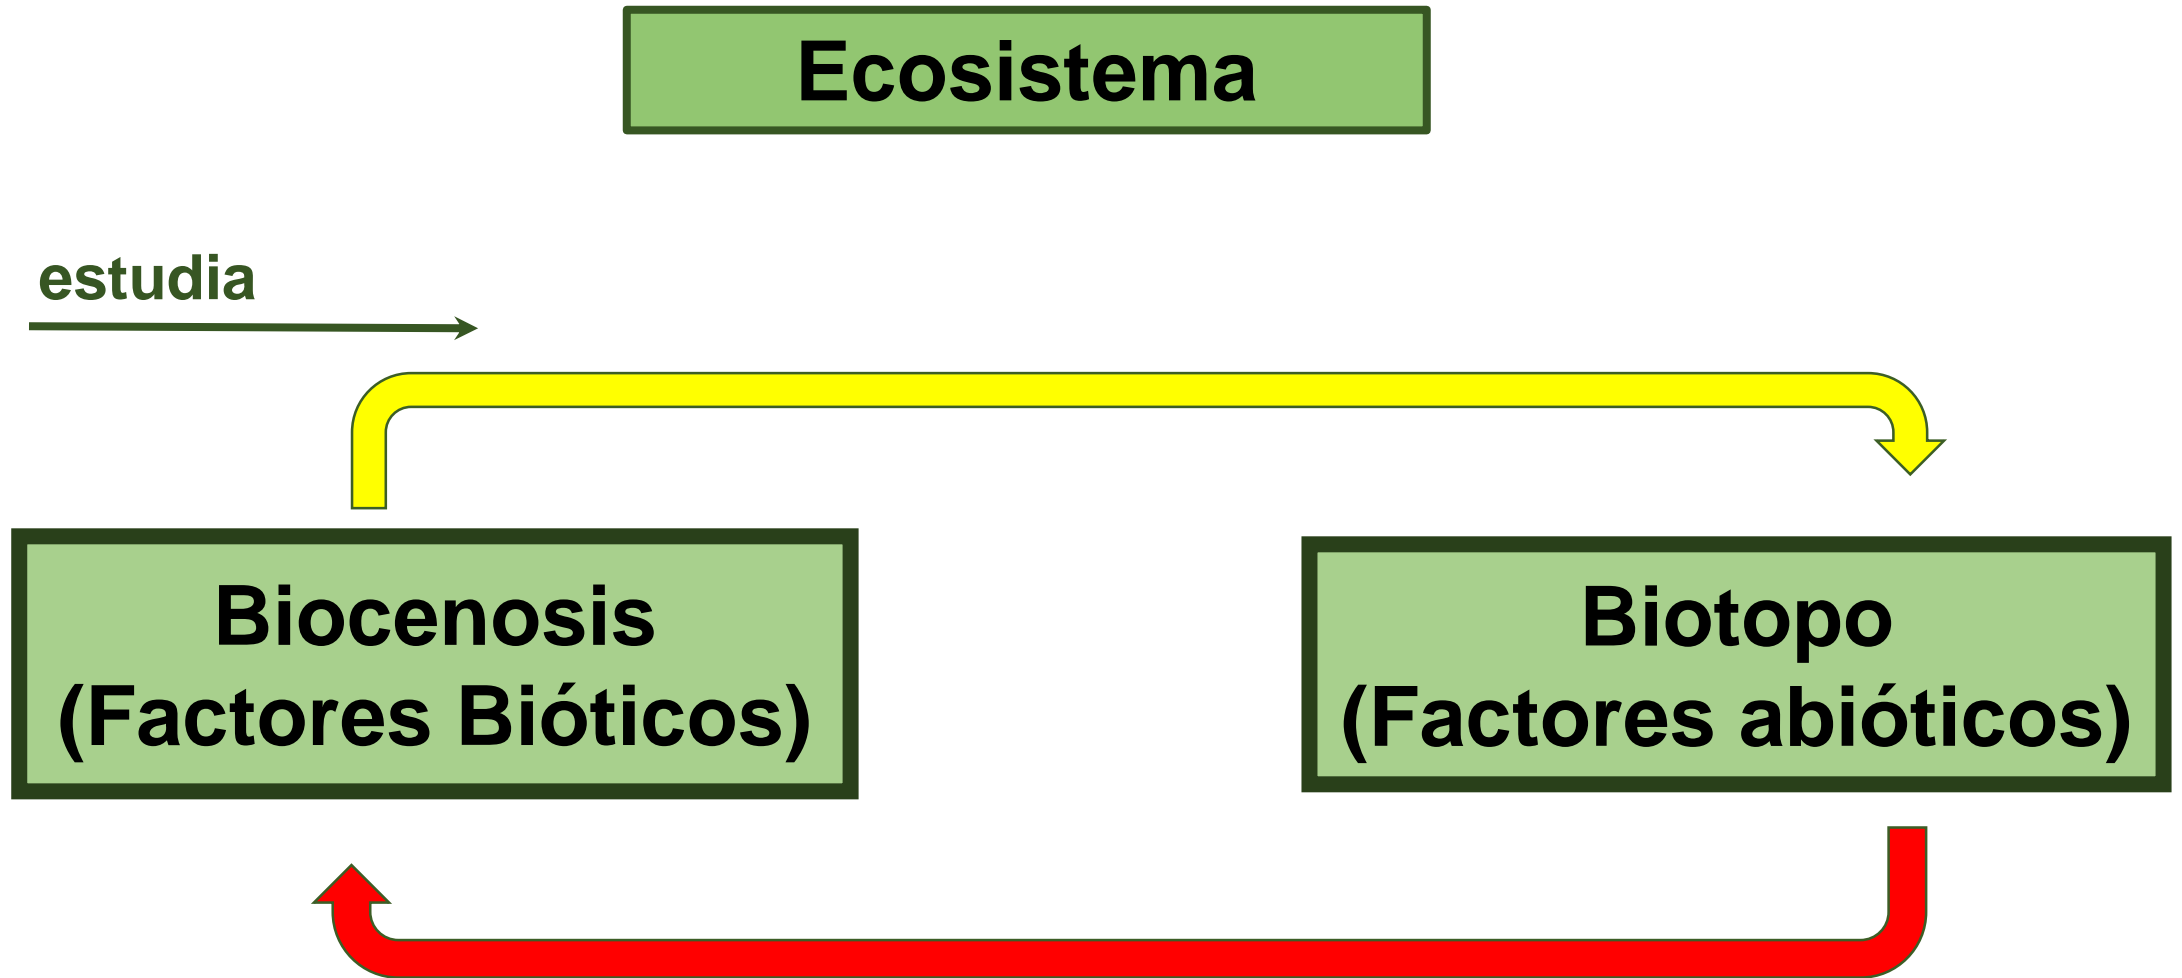 Ecosistema
estudia
Biocenosis
(Factores Bióticos)
Biotopo
(Factores abióticos)